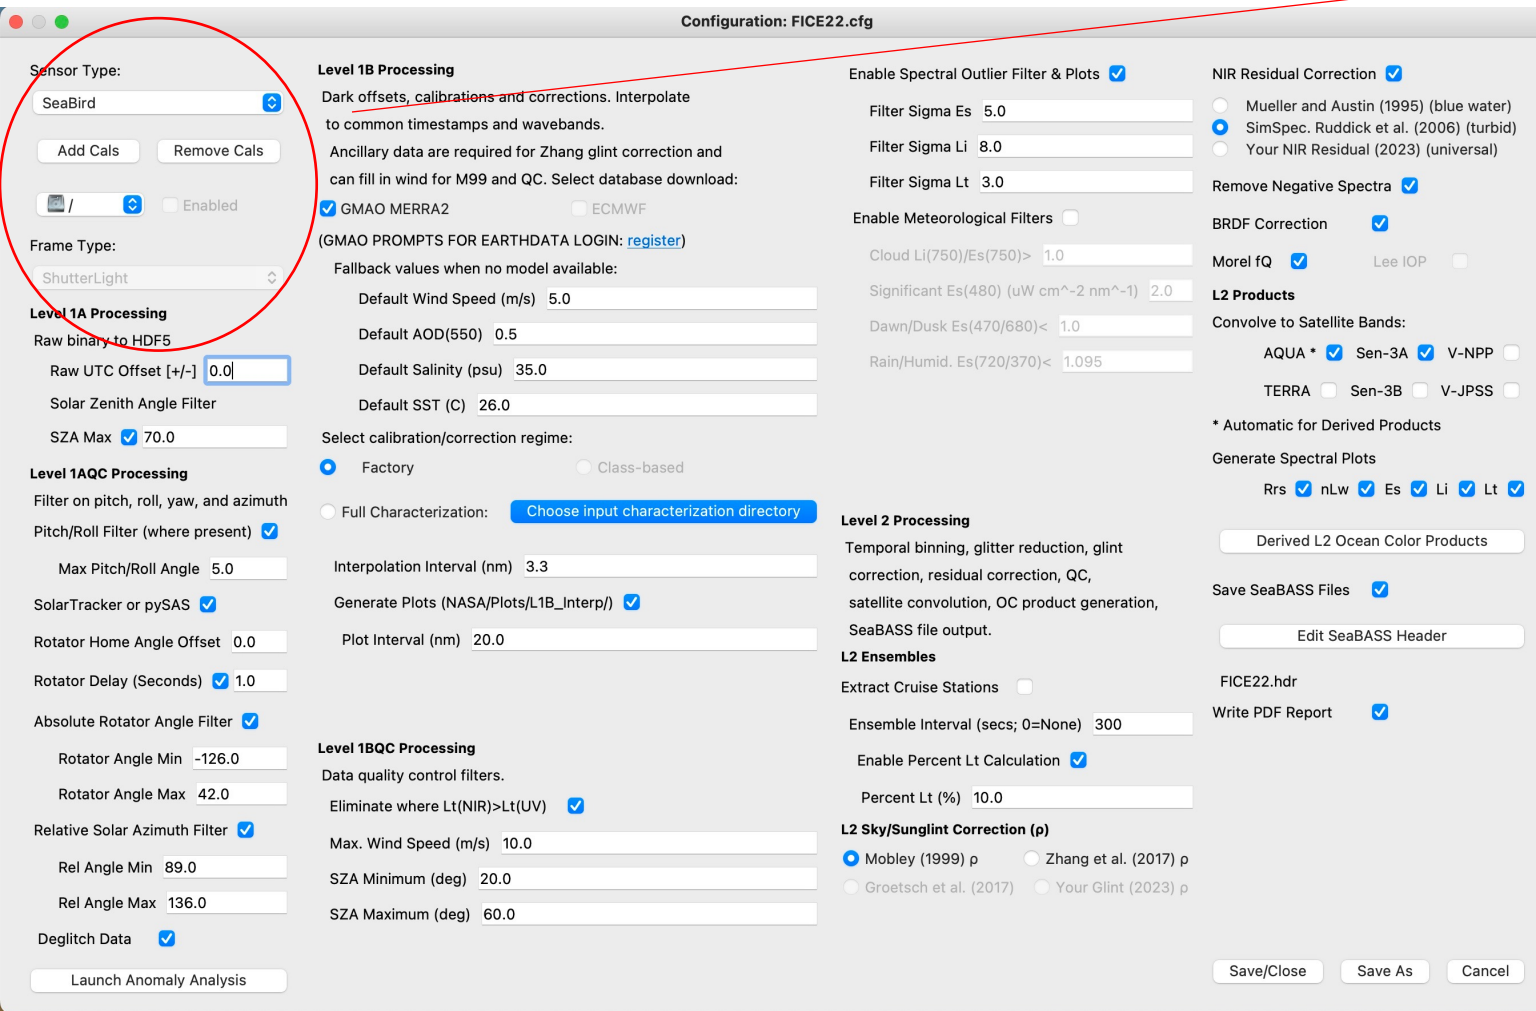 Configuration: FICE22.cfg
Sensor Type:
SeaBird
Add Cals
Remove Cals
/
Enabled
Frame Type:
ShutterLight
Level 1A Processing
Raw binary to HDF5
Raw UTC Offset [+/-] 0.0
Solar Zenith Angle Filter
SZA Max 70.0
Level 1AQC Processing
Filter on pitch, roll, yaw, and azimuth
Pitch/Roll Filter (where present)
Max Pitch/Roll Angle 5.0
SolarTracker or pySAS
Rotator Home Angle Offset 0.0
Rotator Delay (Seconds) 1.0
Absolute Rotator Angle Filter
Rotator Angle Min -126.0
Rotator Angle Max 42.0
Relative Solar Azimuth Filter
Rel Angle Min 89.0
Rel Angle Max 136.0
Deglitch Data
Launch Anomaly Analysis
Level 1B Processing
Dark offsets, calibrations and corrections. Interpolate
to common timestamps and wavebands.
Ancillary data are required for Zhang glint correction and
can fill in wind for M99 and QC. Select database download:
GMAO MERRA2 ECMWF
(GMAO PROMPTS FOR EARTHDATA LOGIN: register)
Fallback values when no model available:
Default Wind Speed (m/s) 5.0
Default AOD(550) 0.5
Default Salinity (psu) 35.0
Default SST (C) 26.0
Select calibration/correction regime:
Factory Class-based
Full Characterization: Choose input characterization directory
Interpolation Interval (nm) 3.3
Generate Plots (NASA/Plots/L1B_Interp/)
Plot Interval (nm) 20.0
Level 1BQC Processing
Data quality control filters.
Eliminate where Lt(NIR)>Lt(UV)
Max. Wind Speed (m/s) 10.0
SZA Minimum (deg) 20.0
SZA Maximum (deg) 60.0
Enable Spectral Outlier Filter & Plots
Filter Sigma Es 5.0
Filter Sigma Li 8.0
Filter Sigma Lt 3.0
Enable Meteorological Filters
Cloud Li(750)/Es(750)> 1.0
Significant Es(480) (uW cm^-2 nm^-1) 2.0
Dawn/Dusk Es(470/680)< 1.0
Rain/Humid. Es(720/370)< 1.095
Level 2 Processing
Temporal binning, glitter reduction, glint
correction, residual correction, QC,
satellite convolution, OC product generation,
SeaBASS file output.
L2 Ensembles
Extract Cruise Stations
Ensemble Interval (secs; 0=None) 300
Enable Percent Lt Calculation
Percent Lt (%) 10.0
L2 Sky/Sunglint Correction (ρ)
Mobley (1999) ρ Zhang et al. (2017) ρ
Groetsch et al. (2017) Your Glint (2023) ρ
NIR Residual Correction
Mueller and Austin (1995) (blue water)
SimSpec. Ruddick et al. (2006) (turbid)
Your NIR Residual (2023) (universal)
Remove Negative Spectra
BRDF Correction
Morel fQ Lee IOP
L2 Products
Convolve to Satellite Bands:
AQUA * Sen-3A V-NPP
TERRA Sen-3B V-JPSS
* Automatic for Derived Products
Generate Spectral Plots
Rrs nLw Es Li Lt
Derived L2 Ocean Color Products
Save SeaBASS Files
Edit SeaBASS Header
FICE22.hdr
Write PDF Report
Save/Close
Save As
Cancel